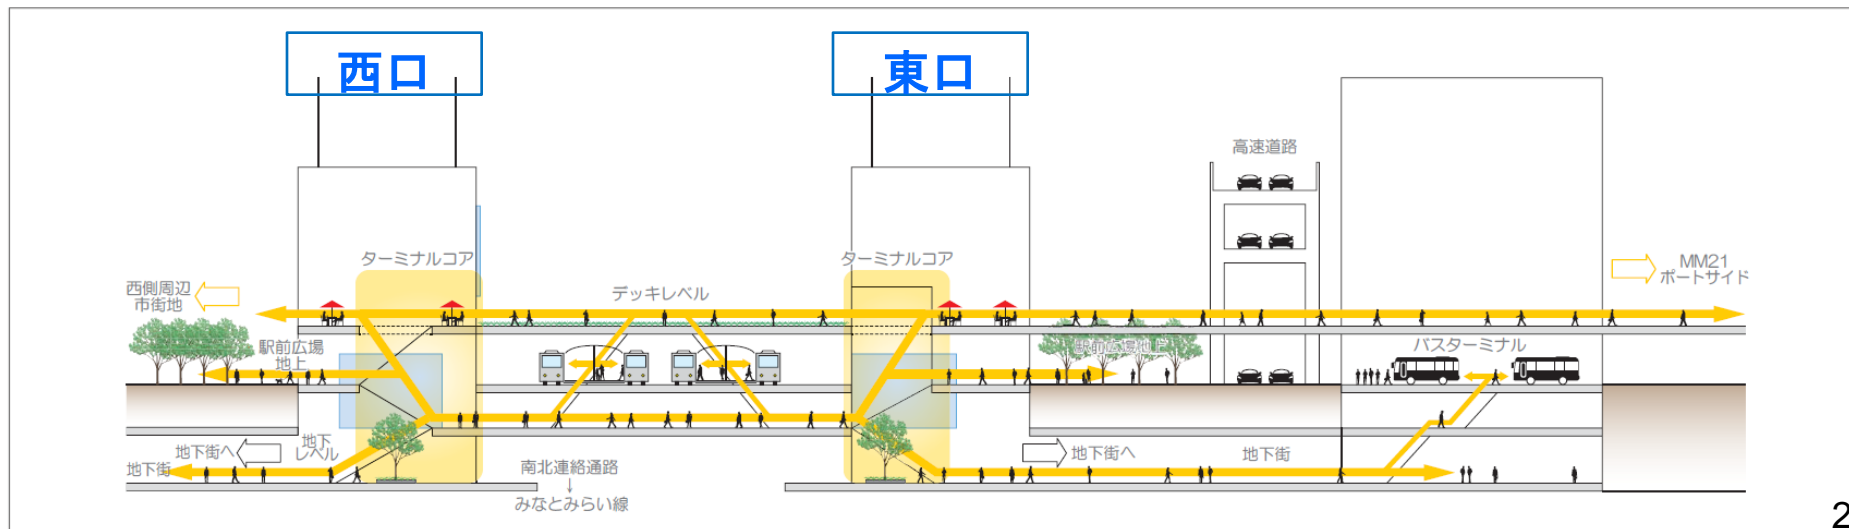 西口
東口
高速道路
ターミナルコア
ターミナルコア
MM21
ポートサイド
西側周辺
市街地
デッキレベル
駅前広場
地上
駅前広場地上
バスターミナル
地下街へ
地下
レベル
地下街
南北連絡通路
↓
みなとみらい線
地下街へ
地下街
2